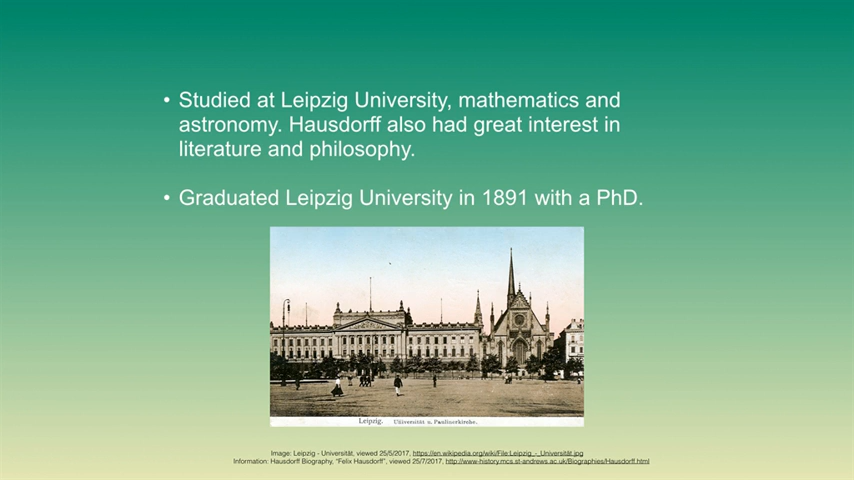 • Studied at Leipzig University, mathematics and
astronomy. Hausdorff also had great interest in
literature and philosophy.
• Graduated Leipzig University in 1891 with a PhD.
Leipzig. Universität u. Paulinerkirche.
Image: Leipzig - Universität, viewed 25/5/2017, https://en.wikipedia.org/wiki/File:Leipzig_-_Universität.jpg
Information: Hausdorff Biography, "Felix Hausdorff", viewed 25/7/2017, http://www-history.mcs.st-andrews.ac.uk/Biographies/Hausdorff.html